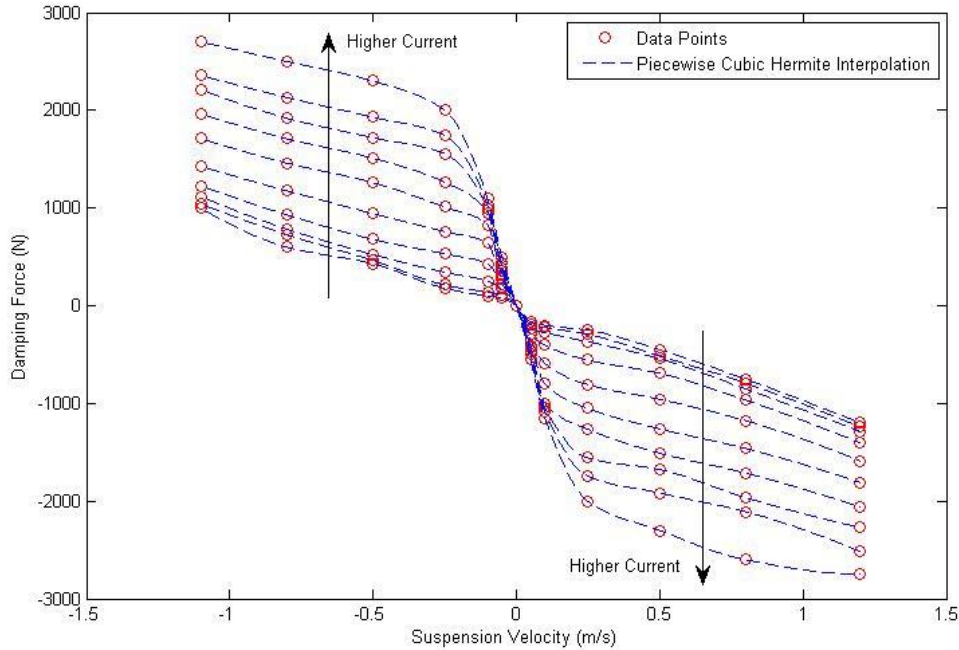 3000
2000
1000
0
-1000
-2000
-3000
Damping Force (N)
Higher Current
Data Points
Piecewise Cubic Hermite Interpolation
Higher Current
-1.5
-1
-0.5
0
0.5
1
1.5
Suspension Velocity (m/s)